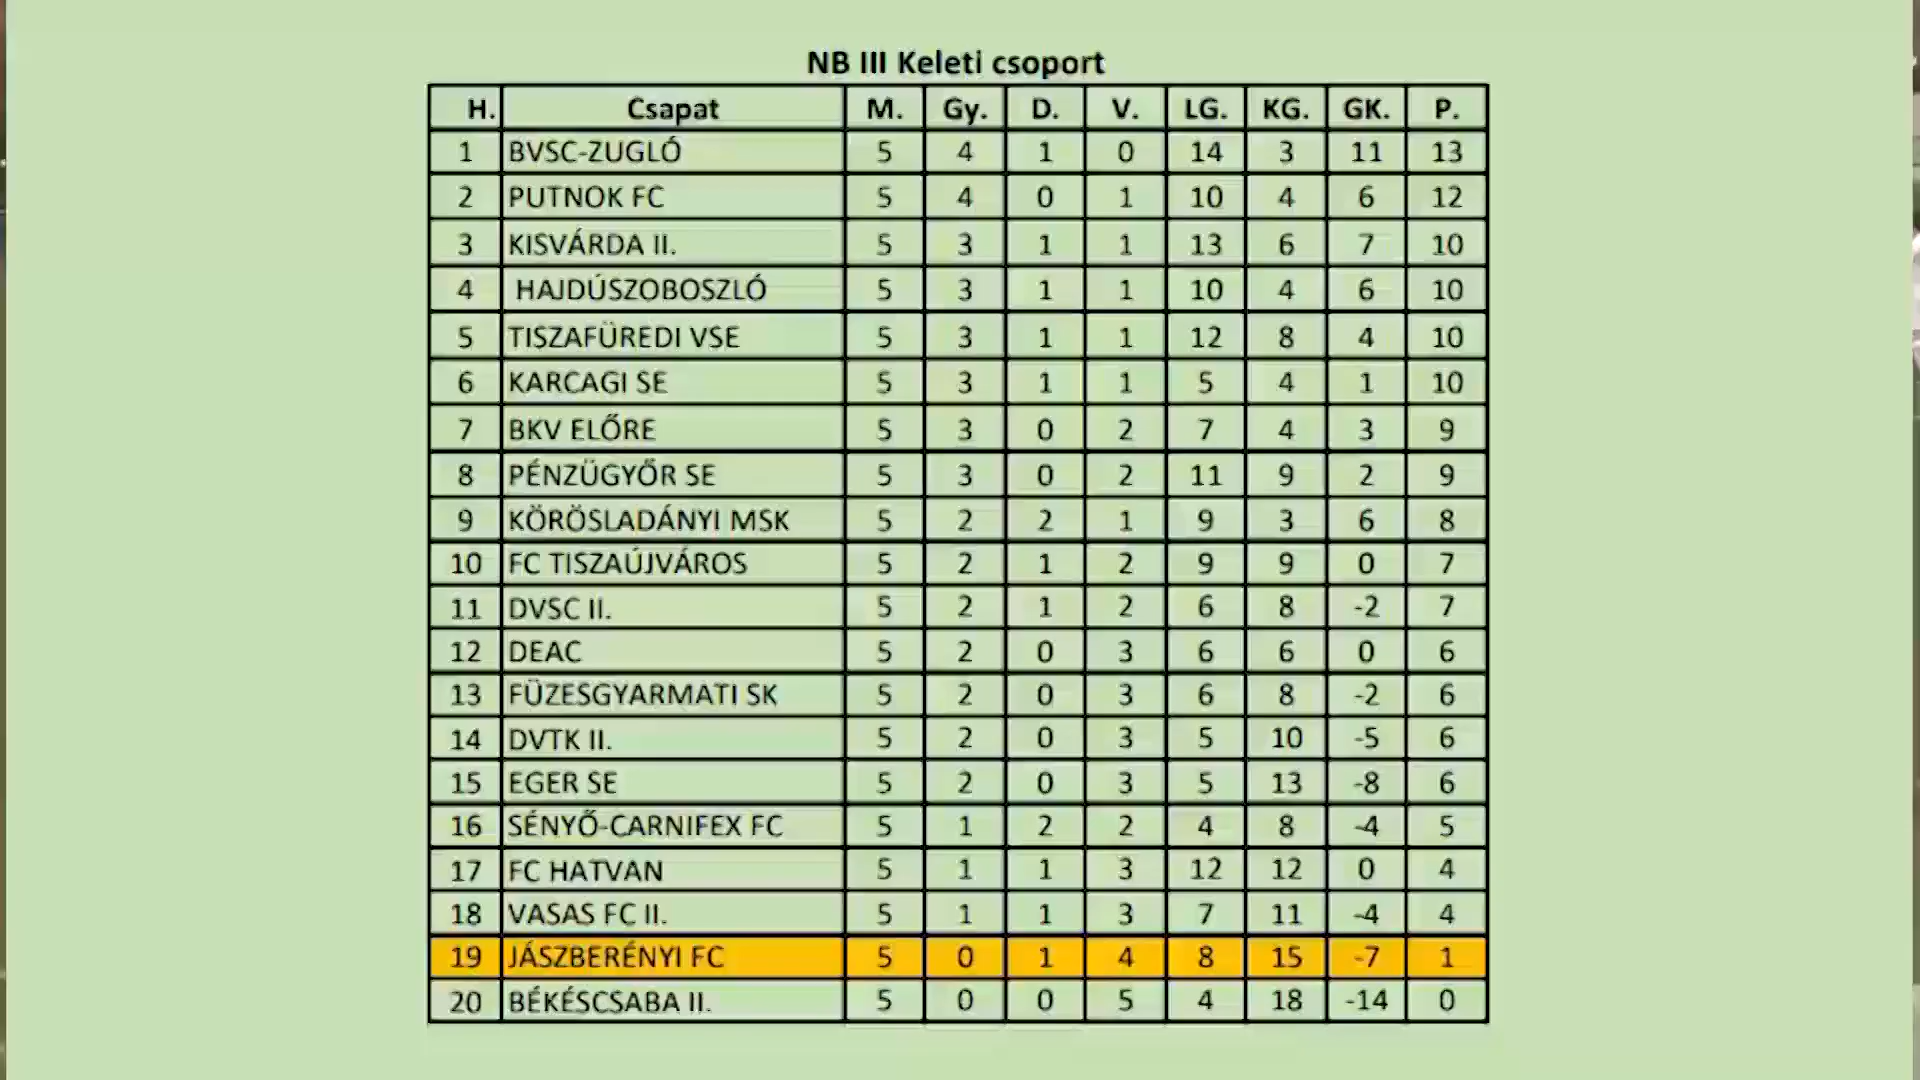 NB III Keleti csoport
H. Csapat M. Gy. D. V. LG. KG. GK. P.
1 BVSC-ZUGLÓ 5 4 1 0 14 3 11 13
2 PUTNOK FC 5 4 0 1 10 4 6 12
3 KISVÁRDA II. 5 3 1 1 13 6 7 10
4 HAJDÚSZOBOSZLÓ 5 3 1 1 10 4 6 10
5 TISZAFÜREDI VSE 5 3 1 1 12 8 4 10
6 KARCAGI SE 5 3 1 1 5 4 1 10
7 BKV ELŐRE 5 3 0 2 7 4 3 9
8 PÉNZÜGYŐR SE 5 3 0 2 11 9 2 9
9 KÖRÖSLADÁNYI MSK 5 2 2 1 9 3 6 8
10 FC TISZAÚJVÁROS 5 2 1 2 9 9 0 7
11 DVSC II. 5 2 1 2 6 8 -2 7
12 DEAC 5 2 0 3 6 6 0 6
13 FÜZESGYARMATI SK 5 2 0 3 6 8 -2 6
14 DVTK II. 5 2 0 3 5 10 -5 6
15 EGER SE 5 2 0 3 5 13 -8 6
16 SÉNYŐ-CARNIFEX FC 5 1 2 2 4 8 -4 5
17 FC HATVAN 5 1 1 3 12 12 0 4
18 VASAS FC II. 5 1 1 3 7 11 -4 4
19 JÁSZBERÉNYI FC 5 0 1 4 8 15 -7 1
20 BÉKÉSCSABA II. 5 0 0 5 4 18 -14 0